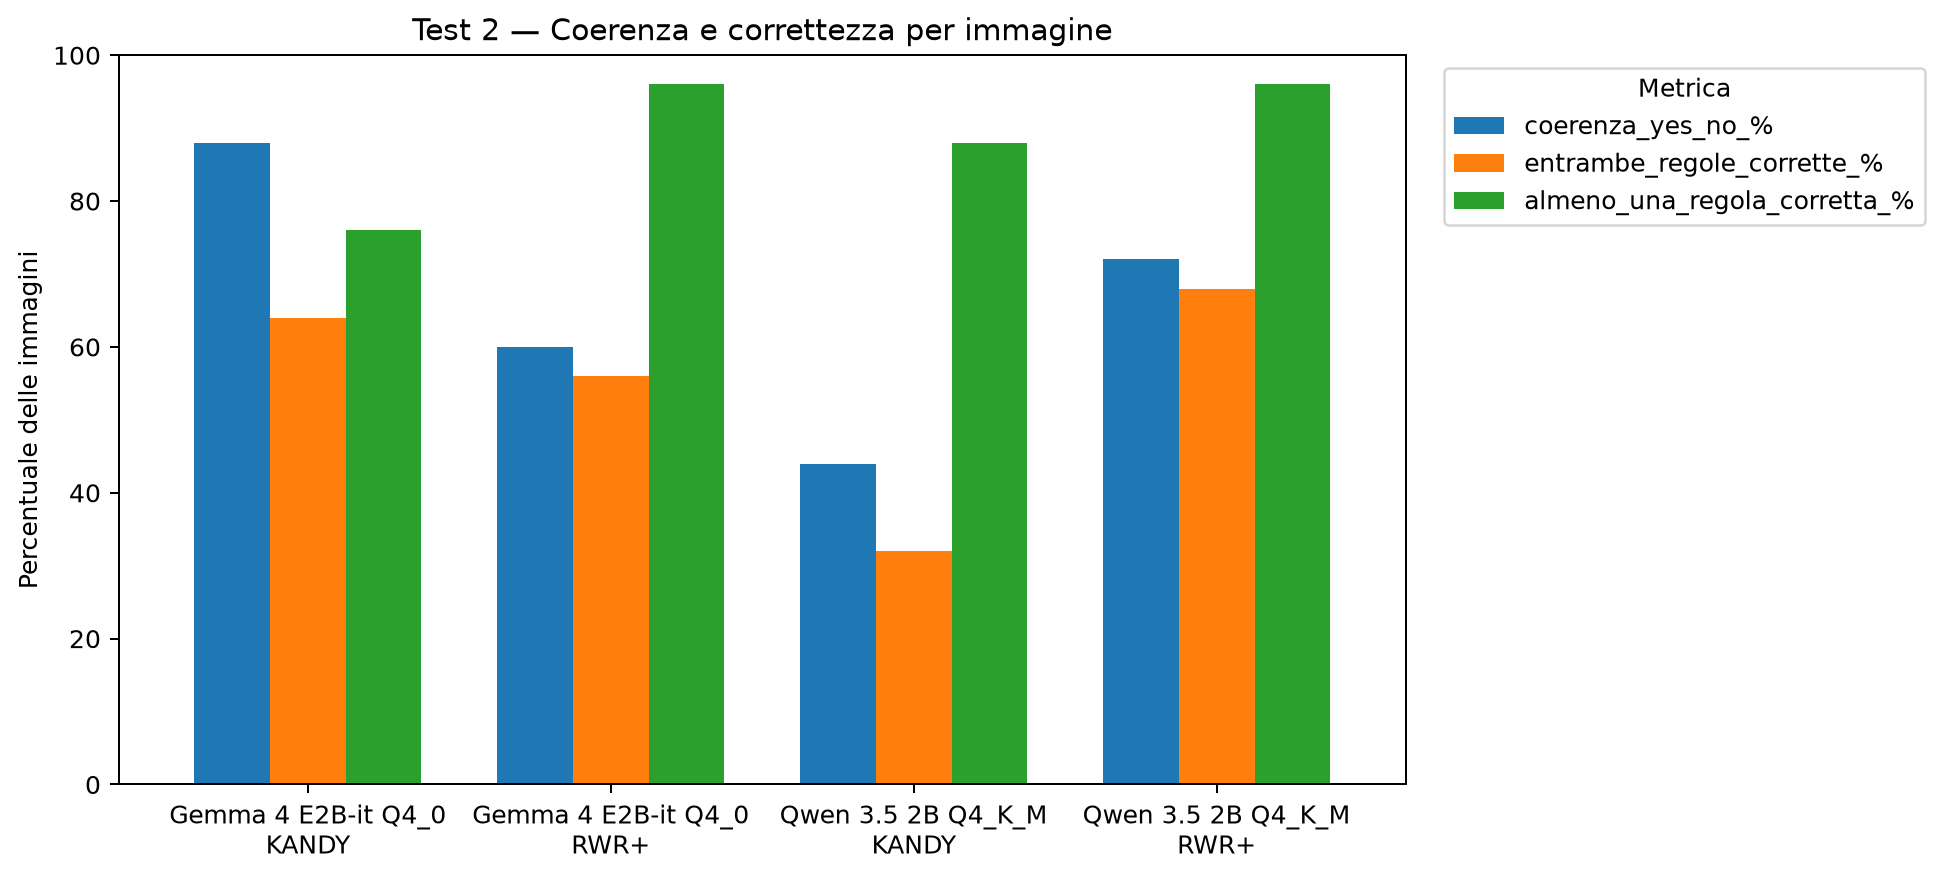 Test 2 — Coerenza e correttezza per immagine
Percentuale delle immagini
100
80
60
40
20
0
Gemma 4 E2B-it Q4_0
KANDY
Gemma 4 E2B-it Q4_0
RWR+
Qwen 3.5 2B Q4_K_M
KANDY
Qwen 3.5 2B Q4_K_M
RWR+
Metrica
coerenza_yes_no_%
entrambe_regole_corrette_%
almeno_una_regola_corretta_%